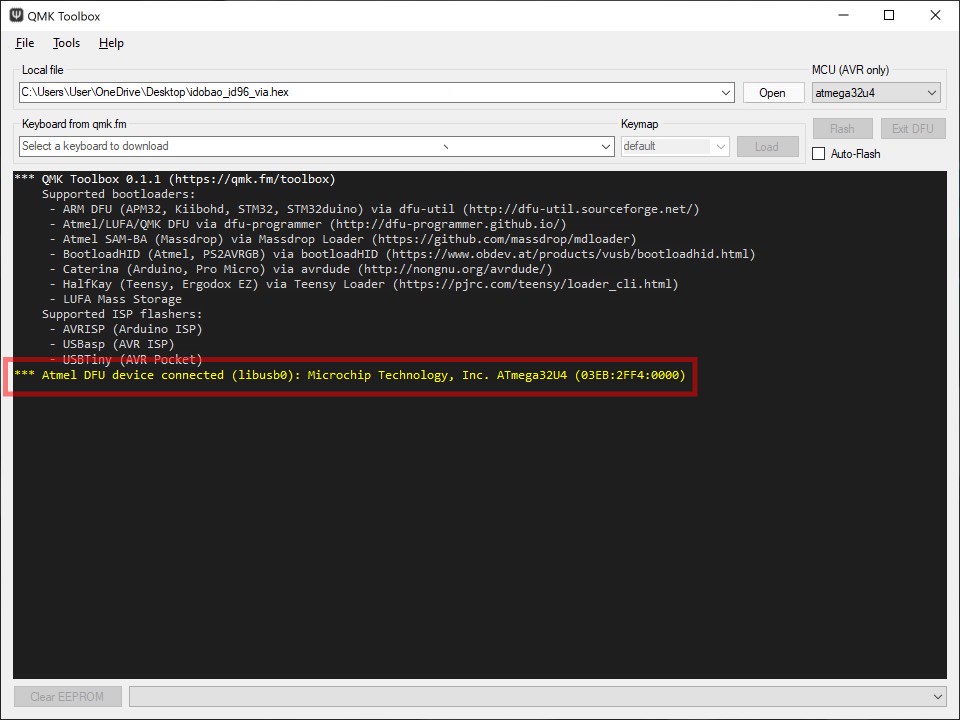 QMK Toolbox
File Tools Help
Local file MCU (AVR only)
C:\Users\User\OneDrive\Desktop\idobao_id96_via.hex Open atmega32u4
Keyboard from qmk.fm Keymap Flash Exit DFU
Select a keyboard to download default Load Auto-Flash
*** QMK Toolbox 0.1.1 (https://qmk.fm/toolbox)
Supported bootloaders:
- ARM DFU (APM32, Kiibohd, STM32, STM32duino) via dfu-util (http://dfu-util.sourceforge.net/)
- Atmel/LUFA/QMK DFU via dfu-programmer (http://dfu-programmer.github.io/)
- Atmel SAM-BA (Massdrop) via Massdrop Loader (https://github.com/massdrop/mdloader)
- BootloadHID (Atmel, PS2AVRGB) via bootloadHID (https://www.obdev.at/products/vusb/bootloadhid.html)
- Caterina (Arduino, Pro Micro) via avrdude (http://nongnu.org/avrdude/)
- HalfKay (Teensy, Ergodox EZ) via Teensy Loader (https://pjrc.com/teensy/loader_cli.html)
- LUFA Mass Storage
Supported ISP flashers:
- AVRISP (Arduino ISP)
- USBasp (AVR ISP)
- USBTiny (AVR Pocket)
*** Atmel DFU device connected (libusb0): Microchip Technology, Inc. ATmega32U4 (03EB:2FF4:0000)
Clear EEPROM